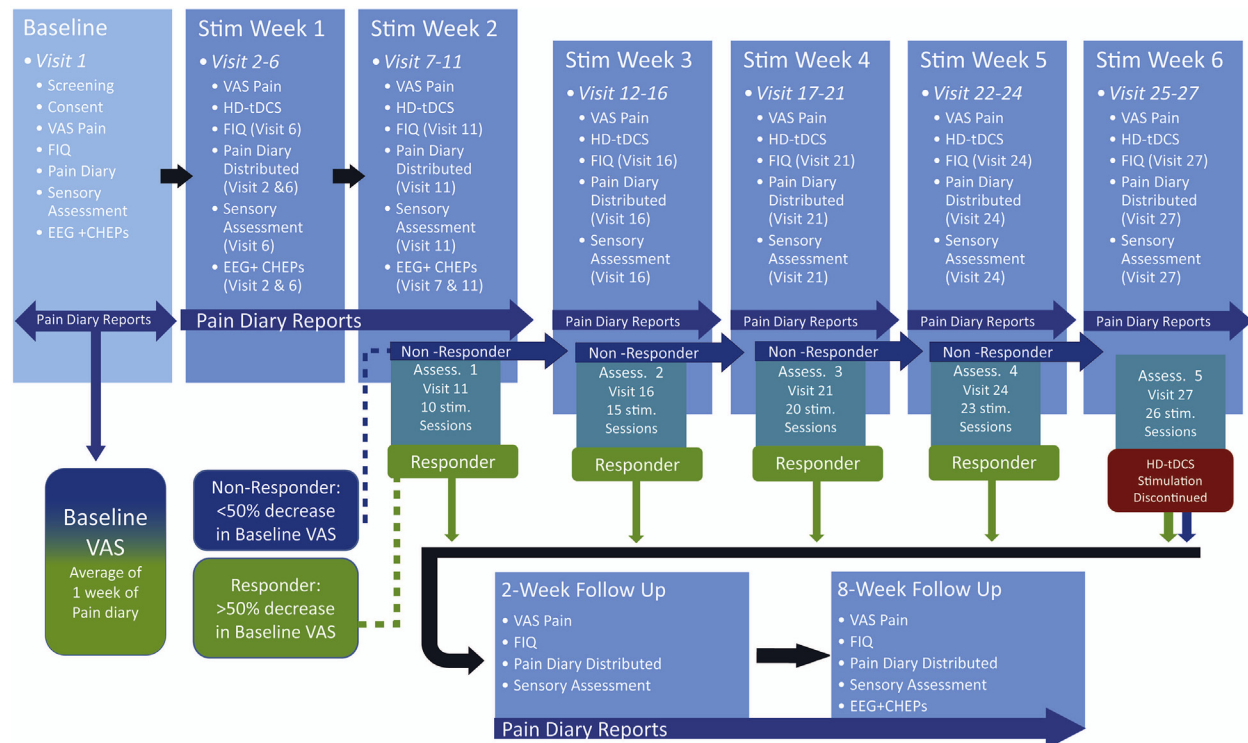 Baseline
• Visit 1
• Screening
• Consent
• VAS Pain
• FIQ
• Pain Diary
• Sensory
Assessment
• EEG +CHEPs
Stim Week 1
• Visit 2-6
• VAS Pain
• HD-tDCS
• FIQ (Visit 6)
• Pain Diary
Distributed
(Visit 2 &6)
• Sensory
Assessment
(Visit 6)
• EEG+ CHEPs
(Visit 2 & 6)
Stim Week 2
• Visit 7-11
• VAS Pain
• HD-tDCS
• FIQ (Visit 11)
• Pain Diary
Distributed
(Visit 11)
• Sensory
Assessment
(Visit 11)
• EEG+ CHEPs
(Visit 7 & 11)
Stim Week 3
• Visit 12-16
• VAS Pain
• HD-tDCS
• FIQ (Visit 16)
• Pain Diary
Distributed
(Visit 16)
• Sensory
Assessment
(Visit 16)
Stim Week 4
• Visit 17-21
• VAS Pain
• HD-tDCS
• FIQ (Visit 21)
• Pain Diary
Distributed
(Visit 21)
• Sensory
Assessment
(Visit 21)
Stim Week 5
• Visit 22-24
• VAS Pain
• HD-tDCS
• FIQ (Visit 24)
• Pain Diary
Distributed
(Visit 24)
• Sensory
Assessment
(Visit 24)
Stim Week 6
• Visit 25-27
• VAS Pain
• HD-tDCS
• FIQ (Visit 27)
• Pain Diary
Distributed
(Visit 27)
• Sensory
Assessment
(Visit 27)
Pain Diary Reports
Pain Diary Reports
Pain Diary Reports
Pain Diary Reports
Pain Diary Reports
Pain Diary Reports
Non -Responder
Assess. 1
Visit 11
10 stim.
Sessions
Responder
Non -Responder
Assess. 2
Visit 16
15 stim.
Sessions
Responder
Non -Responder
Assess. 3
Visit 21
20 stim.
Sessions
Responder
Non -Responder
Assess. 4
Visit 24
23 stim.
Sessions
Responder
Assess. 5
Visit 27
26 stim.
Sessions
HD-tDCS
Stimulation
Discontinued
Baseline
VAS
Average of
1 week of
Pain diary
Non-Responder:
<50% decrease
in Baseline VAS
Responder:
>50% decrease
in Baseline VAS
2-Week Follow Up
• VAS Pain
• FIQ
• Pain Diary Distributed
• Sensory Assessment
8-Week Follow Up
• VAS Pain
• FIQ
• Pain Diary Distributed
• Sensory Assessment
• EEG+CHEPs
Pain Diary Reports